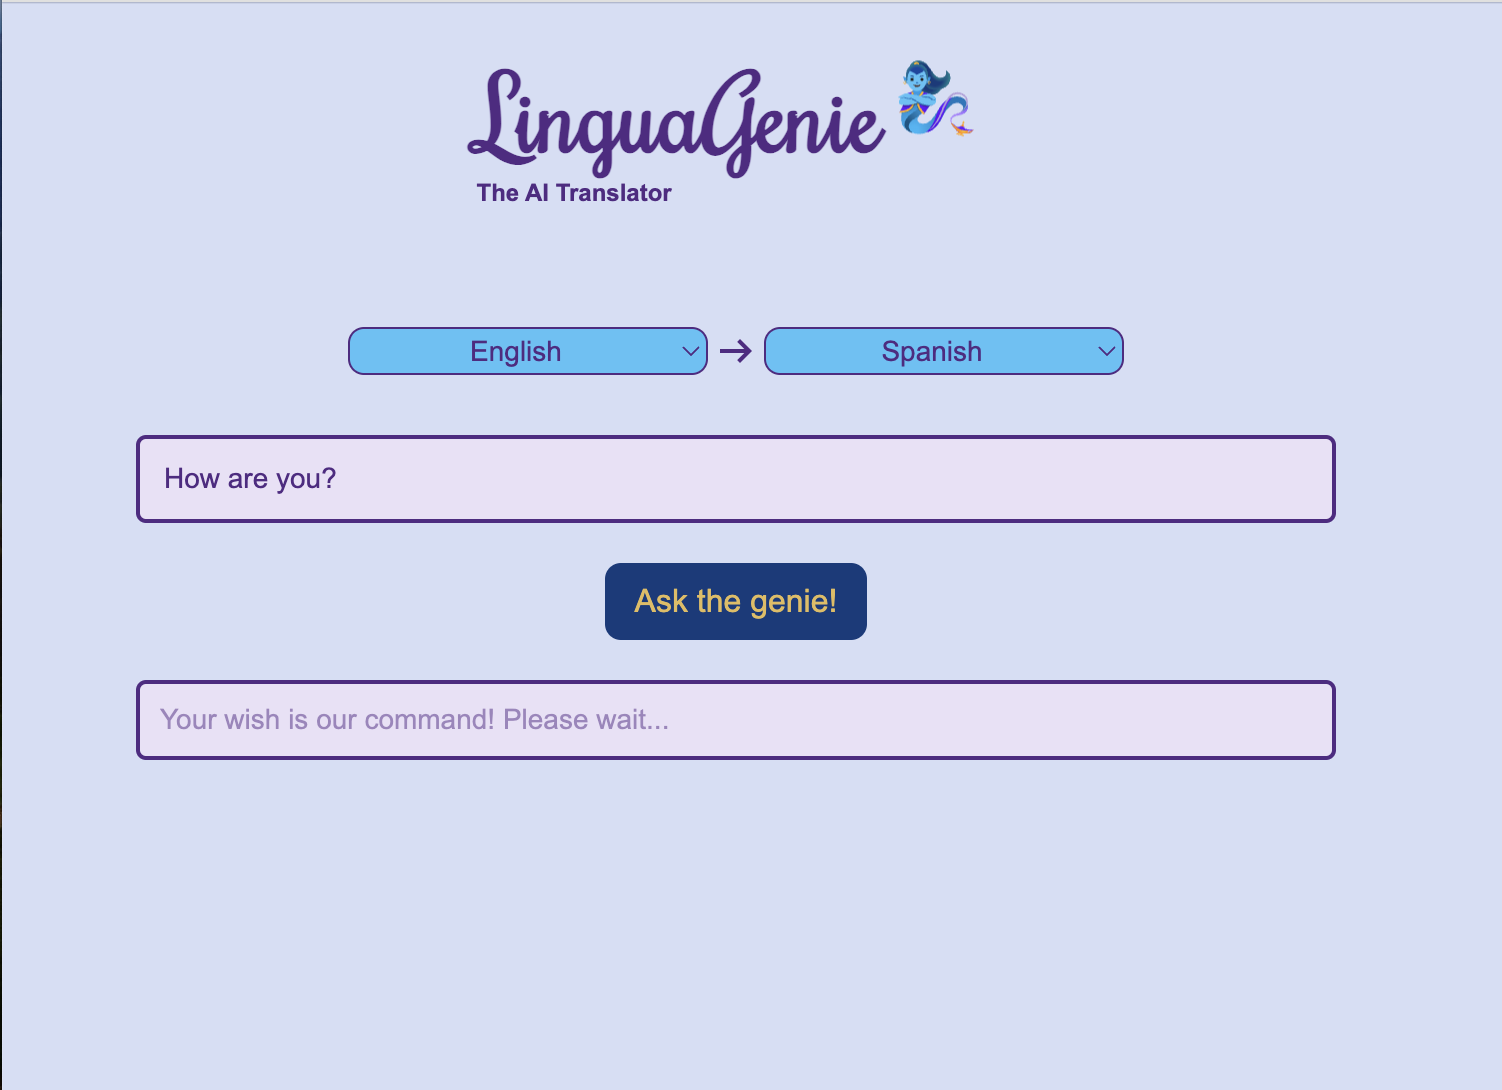 LinguaGenie
The AI Translator
English → Spanish
How are you?
Ask the genie!
Your wish is our command! Please wait...